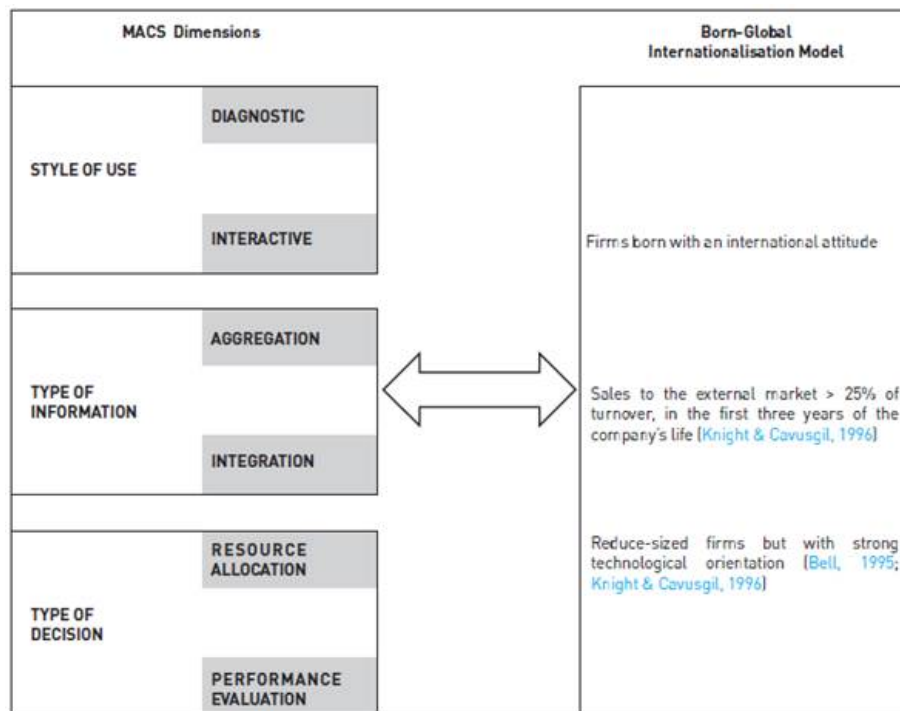 MACS Dimensions
Born-Global
Internationalisation Model
STYLE OF USE
DIAGNOSTIC
INTERACTIVE
TYPE OF
INFORMATION
AGGREGATION
INTEGRATION
TYPE OF
DECISION
RESOURCE
ALLOCATION
PERFORMANCE
EVALUATION
Firms born with an international attitude
Sales to the external market > 25% of
turnover, in the first three years of the
company's life (Knight & Cavusgil, 1996)
Reduce-sized firms but with strong
technological orientation (Bell, 1995;
Knight & Cavusgil, 1996)